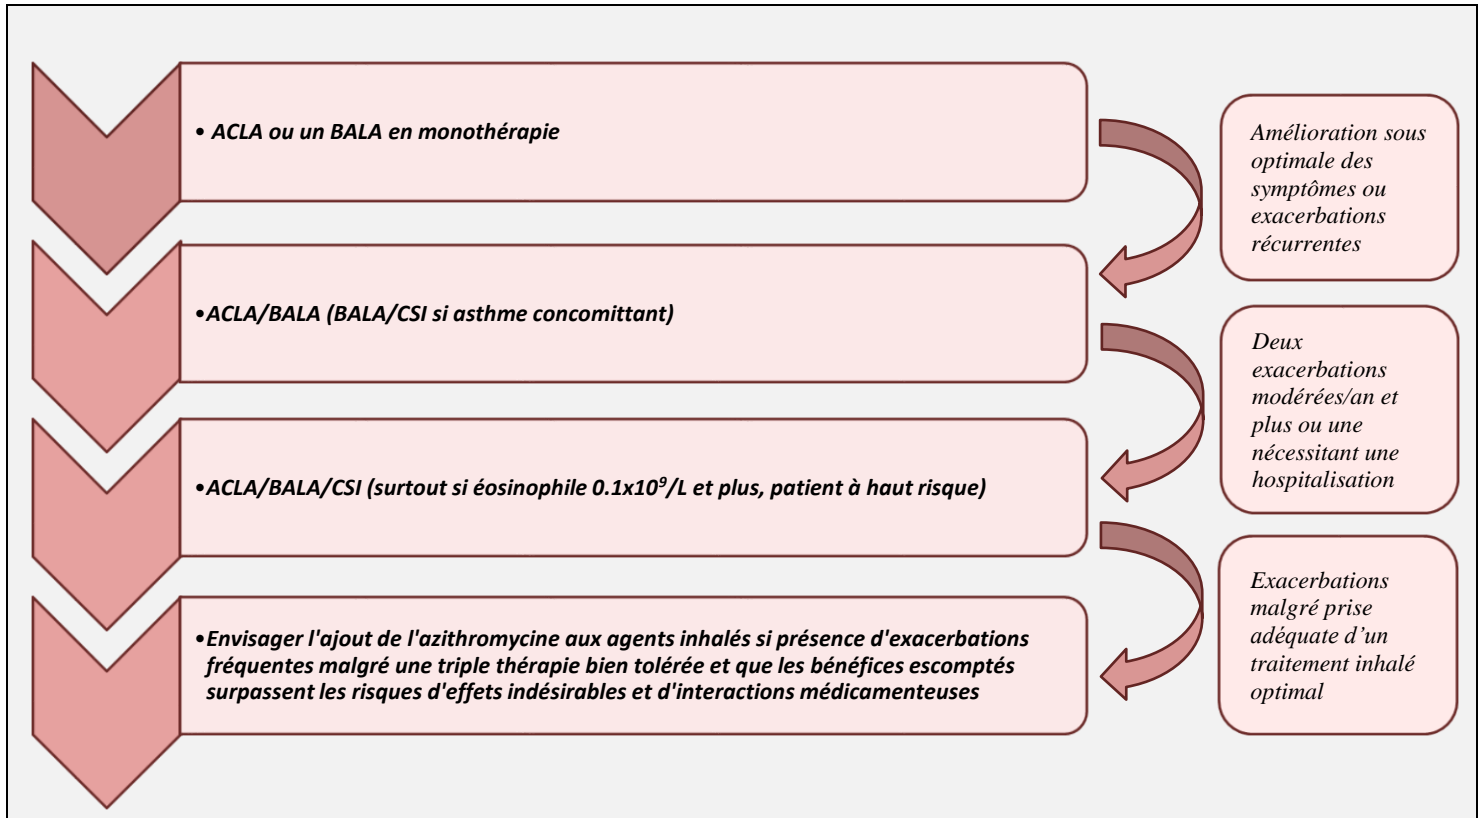 • ACLA ou un BALA en monothérapie
Amélioration sous
optimale des
symptômes ou
exacerbations
récurrentes
•ACLA/BALA (BALA/CSI si asthme concomittant)
Deux
exacerbations
modérées/an et
plus ou une
nécessitant une
hospitalisation
•ACLA/BALA/CSI (surtout si éosinophile 0.1x10⁹/L et plus, patient à haut risque)
Exacerbations
malgré prise
adéquate d’un
traitement inhalé
optimal
•Envisager l'ajout de l'azithromycine aux agents inhalés si présence d'exacerbations
fréquentes malgré une triple thérapie bien tolérée et que les bénéfices escomptés
surpassent les risques d'effets indésirables et d'interactions médicamenteuses